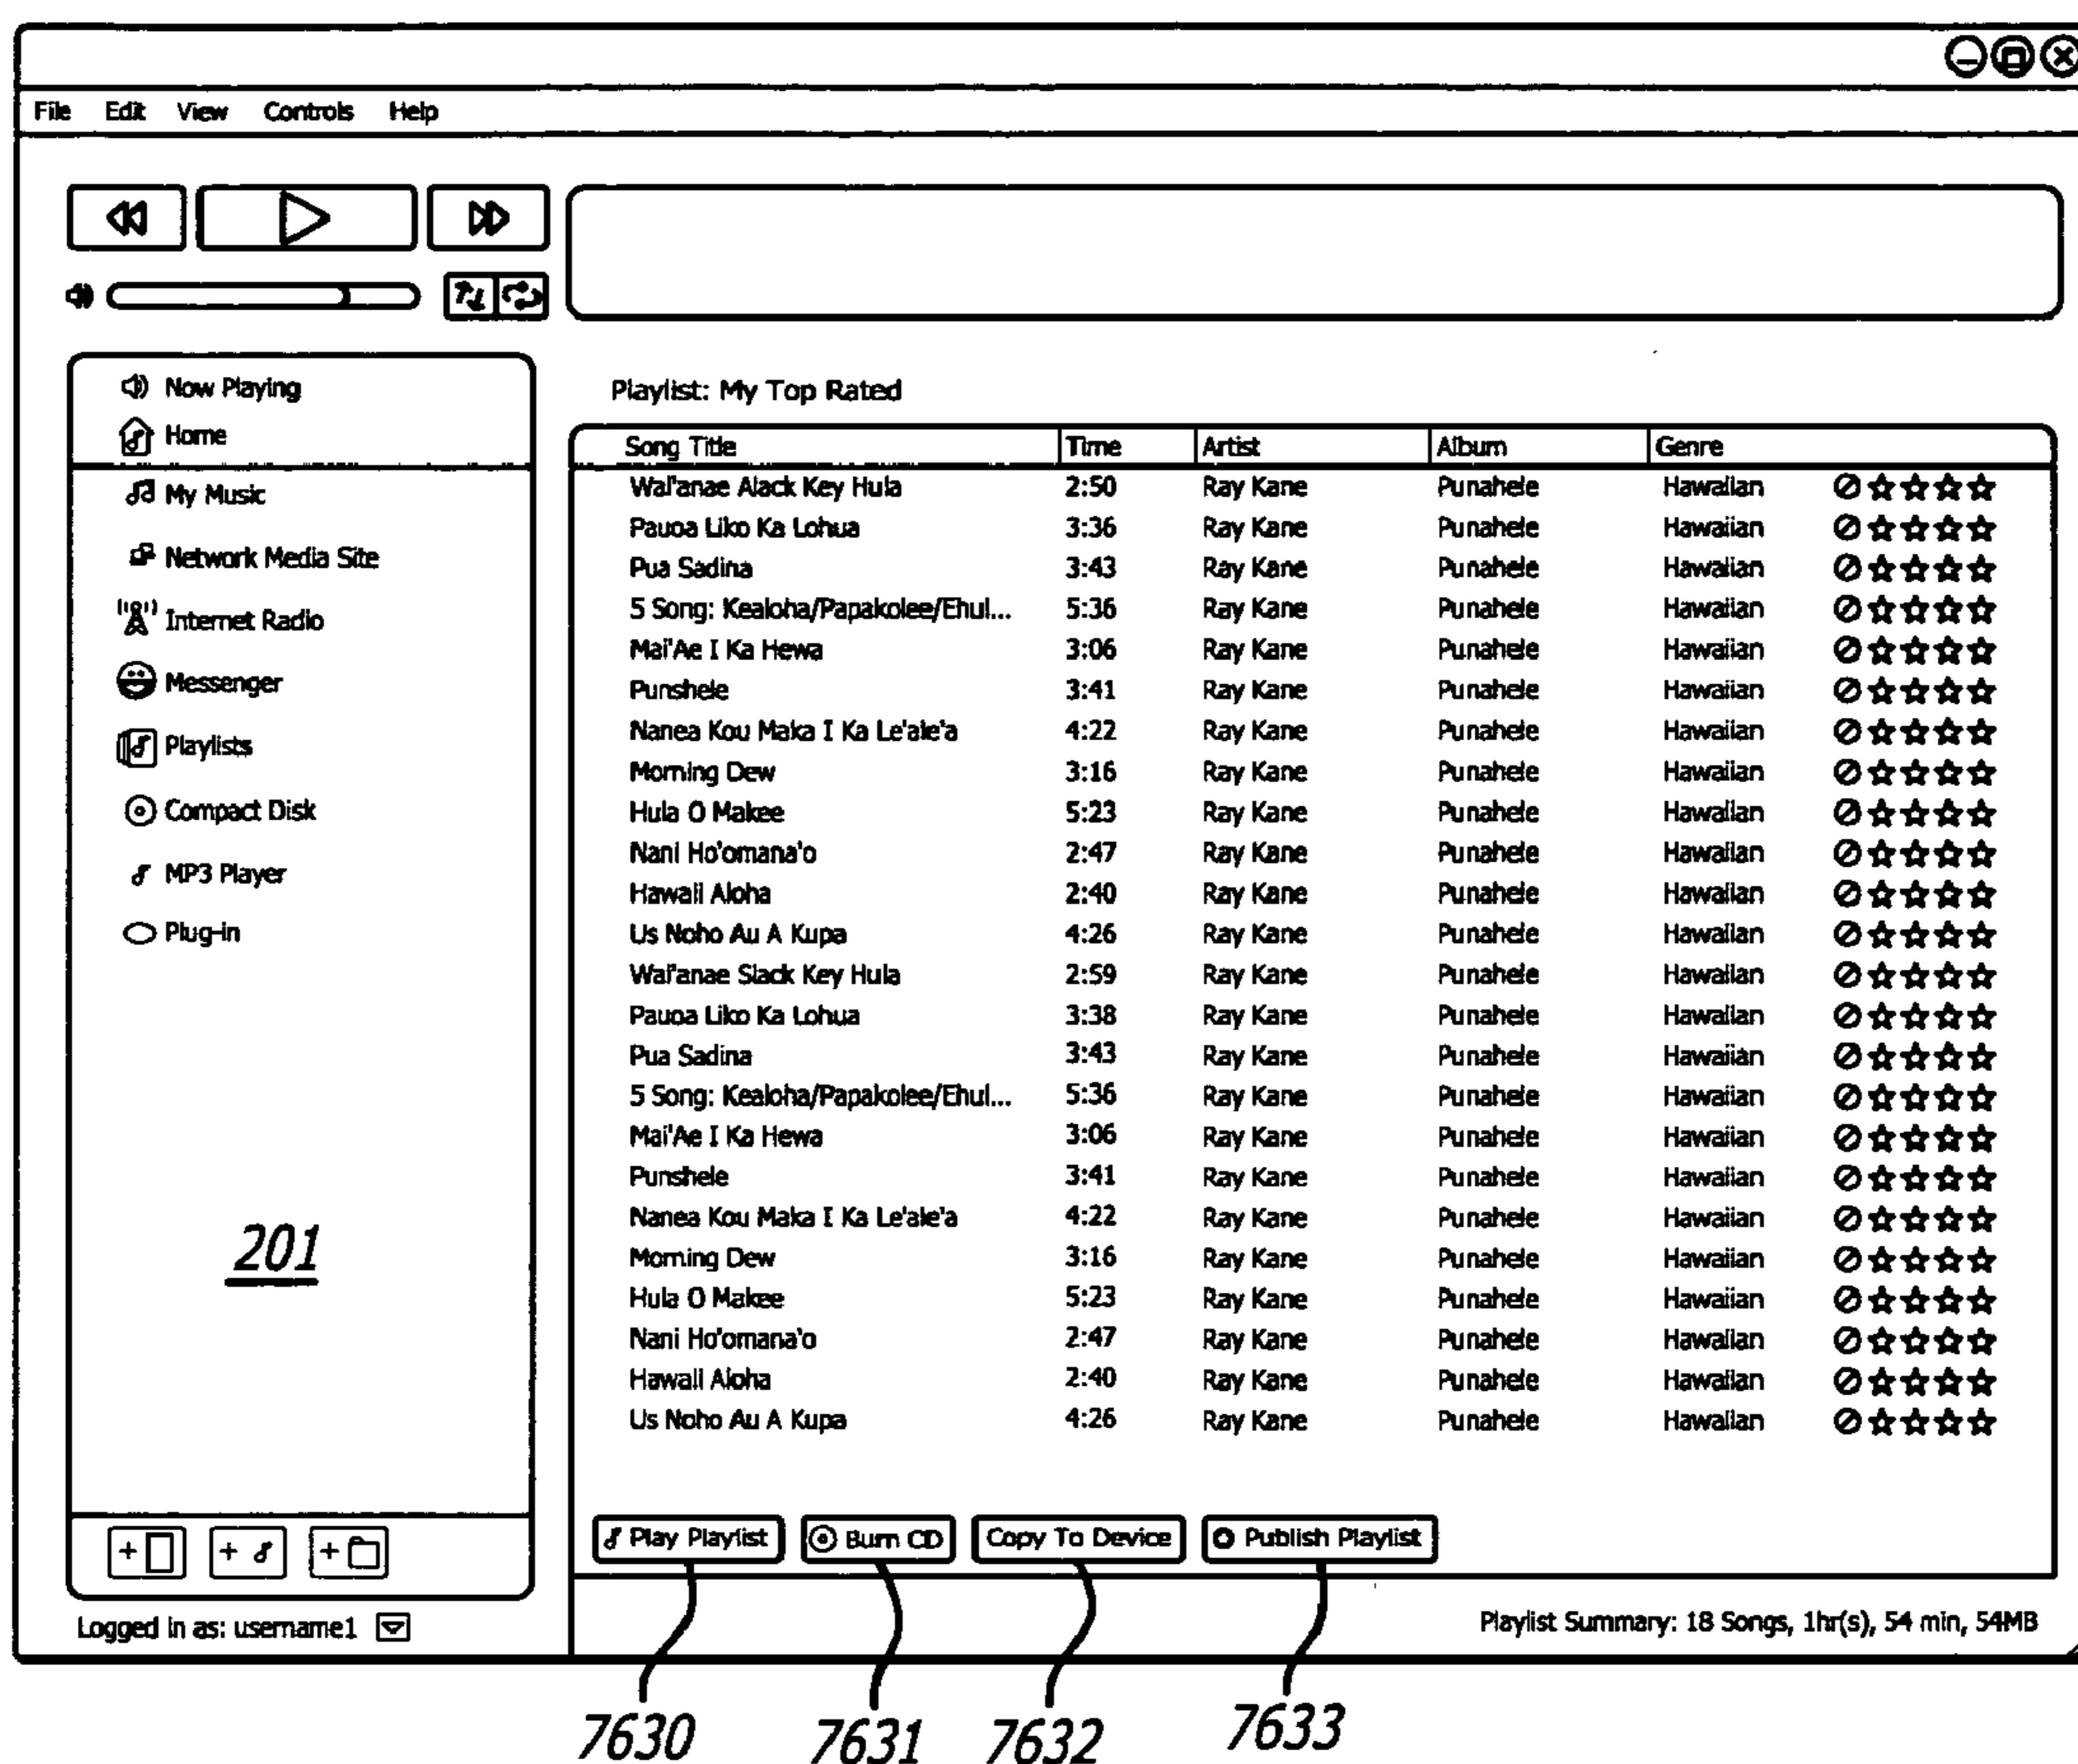 File Edit View Controls Help
Now Playing
Home
My Music
Network Media Site
Internet Radio
Messenger
Playlists
Compact Disk
MP3 Player
Plug-in
201
Logged in as: username1
Playlist: My Top Rated
Song Title Time Artist Album Genre
Wai'anae Alack Key Hula 2:50 Ray Kane Punahele Hawaiian
Pauoa Liko Ka Lohua 3:36 Ray Kane Punahele Hawaiian
Pua Sadina 3:43 Ray Kane Punahele Hawaiian
5 Song: Kealoha/Papakolee/Ehul... 5:36 Ray Kane Punahele Hawaiian
Mai'Ae I Ka Hewa 3:06 Ray Kane Punahele Hawaiian
Punshele 3:41 Ray Kane Punahele Hawaiian
Nanea Kou Maka I Ka Le'ale'a 4:22 Ray Kane Punahele Hawaiian
Morning Dew 3:16 Ray Kane Punahele Hawaiian
Hula O Makee 5:23 Ray Kane Punahele Hawaiian
Nani Ho'omana'o 2:47 Ray Kane Punahele Hawaiian
Hawaii Aloha 2:40 Ray Kane Punahele Hawaiian
Us Noho Au A Kupa 4:26 Ray Kane Punahele Hawaiian
Wai'anae Slack Key Hula 2:59 Ray Kane Punahele Hawaiian
Pauoa Liko Ka Lohua 3:38 Ray Kane Punahele Hawaiian
Pua Sadina 3:43 Ray Kane Punahele Hawaiian
5 Song: Kealoha/Papakolee/Ehul... 5:36 Ray Kane Punahele Hawaiian
Mai'Ae I Ka Hewa 3:06 Ray Kane Punahele Hawaiian
Punshele 3:41 Ray Kane Punahele Hawaiian
Nanea Kou Maka I Ka Le'ale'a 4:22 Ray Kane Punahele Hawaiian
Morning Dew 3:16 Ray Kane Punahele Hawaiian
Hula O Makee 5:23 Ray Kane Punahele Hawaiian
Nani Ho'omana'o 2:47 Ray Kane Punahele Hawaiian
Hawaii Aloha 2:40 Ray Kane Punahele Hawaiian
Us Noho Au A Kupa 4:26 Ray Kane Punahele Hawaiian
Play Playlist Burn CD Copy To Device Publish Playlist
Playlist Summary: 18 Songs, 1hr(s), 54 min, 54MB
7630 7631 7632 7633